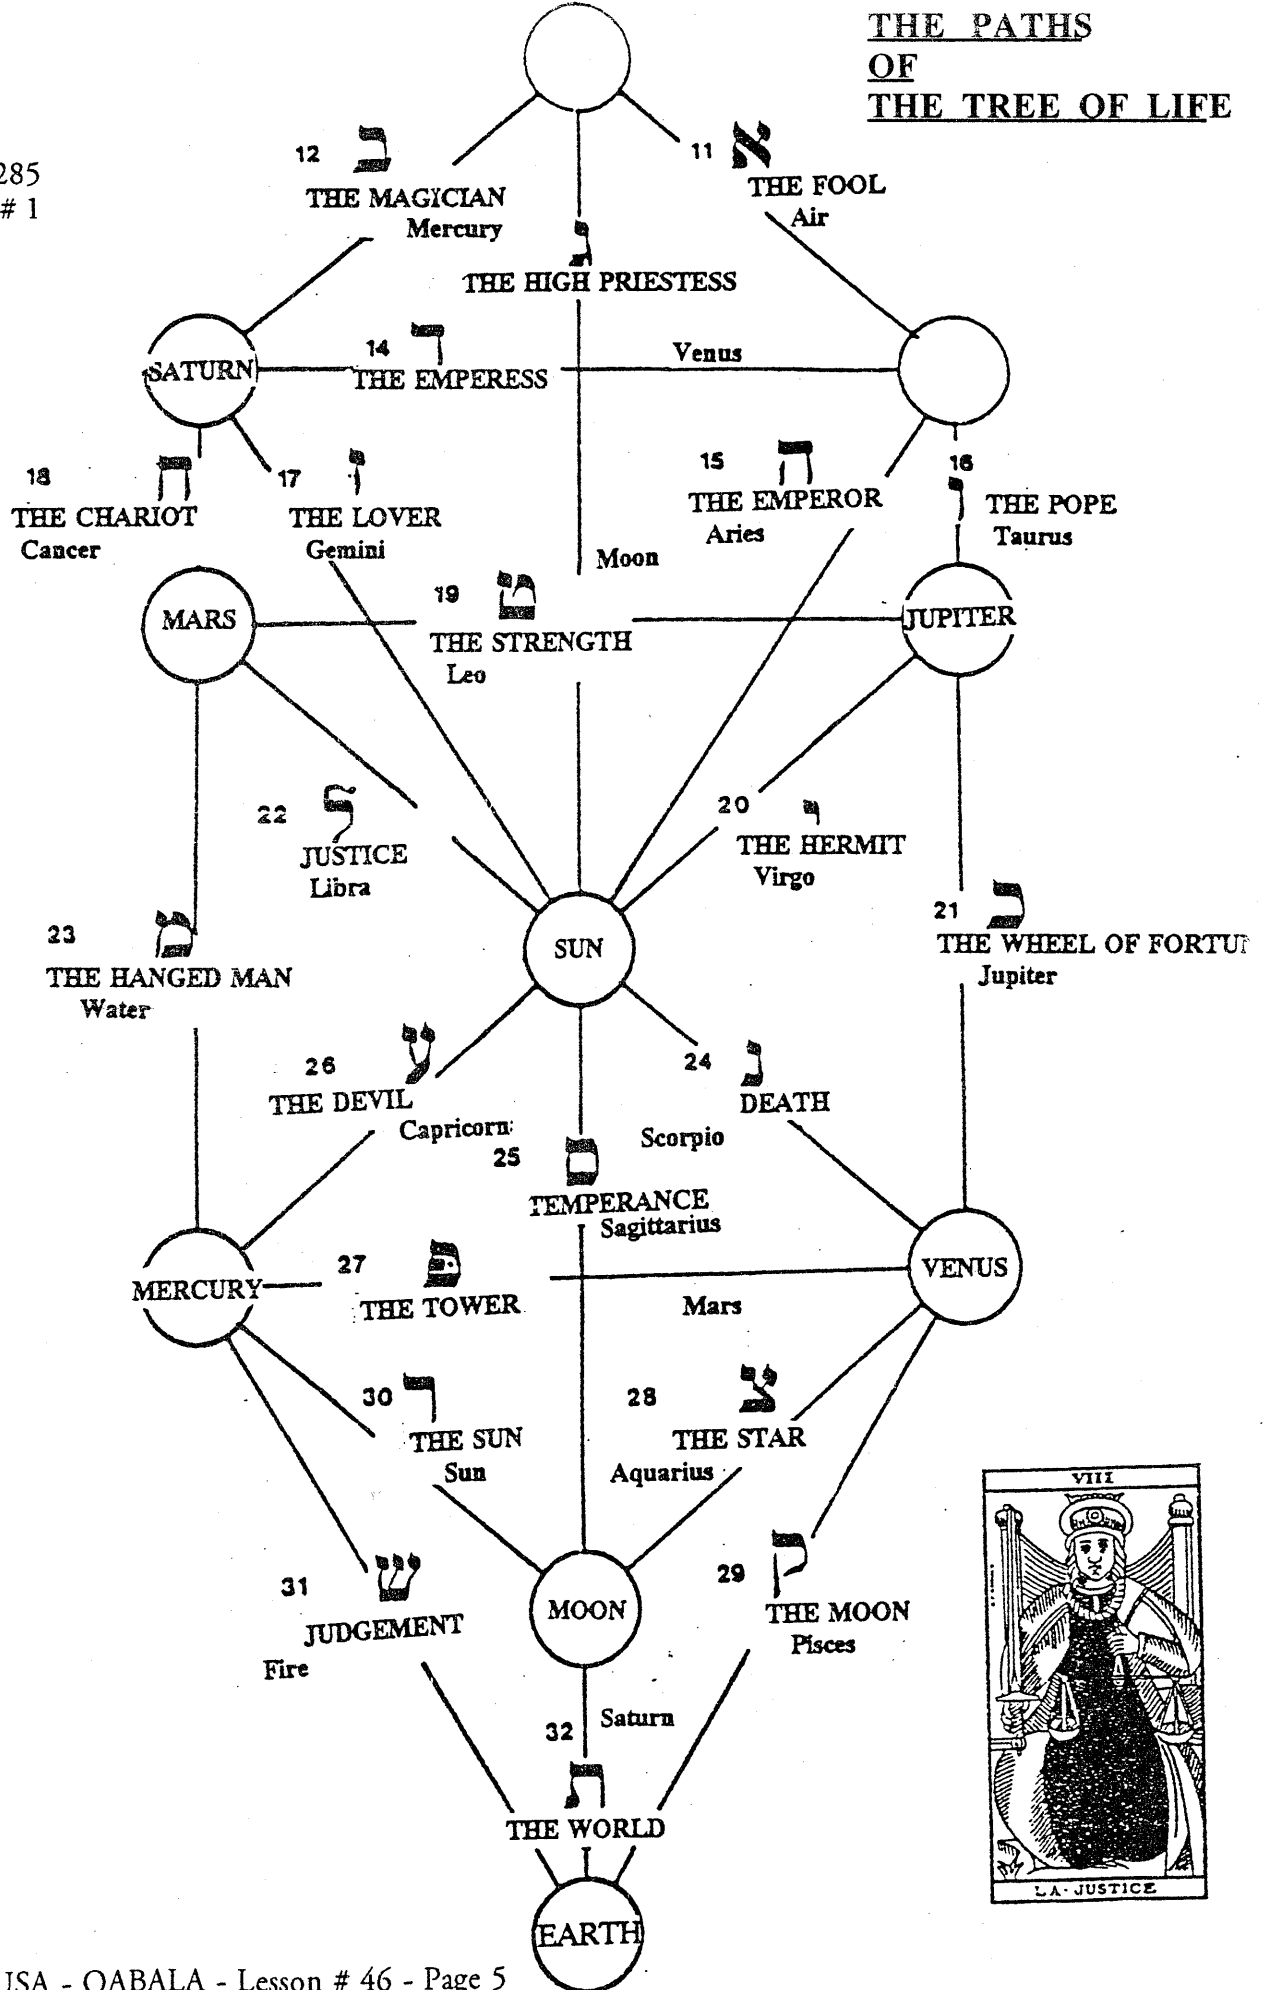 THE PATHS
OF
THE TREE OF LIFE
285
# 1
12 ב
THE MAGICIAN
Mercury
11 א
THE FOOL
Air
ג
THE HIGH PRIESTESS
SATURN
14 ד
THE EMPERESS
Venus
18 ח
THE CHARIOT
Cancer
17 ז
THE LOVER
Gemini
15 ה
THE EMPEROR
Aries
16
ו
THE POPE
Taurus
Moon
MARS
19 ט
THE STRENGTH
Leo
JUPITER
22 ל
JUSTICE
Libra
20 י
THE HERMIT
Virgo
23 מ
THE HANGED MAN
Water
SUN
21 כ
THE WHEEL OF FORTU
Jupiter
26 ע
THE DEVIL
Capricorn
24 נ
DEATH
Scorpio
25 ס
TEMPERANCE
Sagittarius
MERCURY
27 פּ
THE TOWER
Mars
VENUS
30 ר
THE SUN
Sun
28 צ
THE STAR
Aquarius
31 ש
JUDGEMENT
Fire
MOON
29 ק
THE MOON
Pisces
32 Saturn
ת
THE WORLD
EARTH
VIII
LA·JUSTICE
USA - QABALA - Lesson # 46 - Page 5